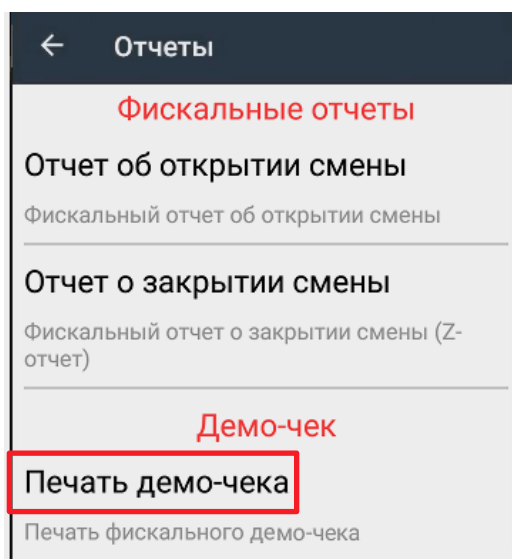 Отчеты
Фискальные отчеты
Отчет об открытии смены
Фискальный отчет об открытии смены
Отчет о закрытии смены
Фискальный отчет о закрытии смены (Z-
отчет)
Демо-чек
Печать демо-чека
Печать фискального демо-чека